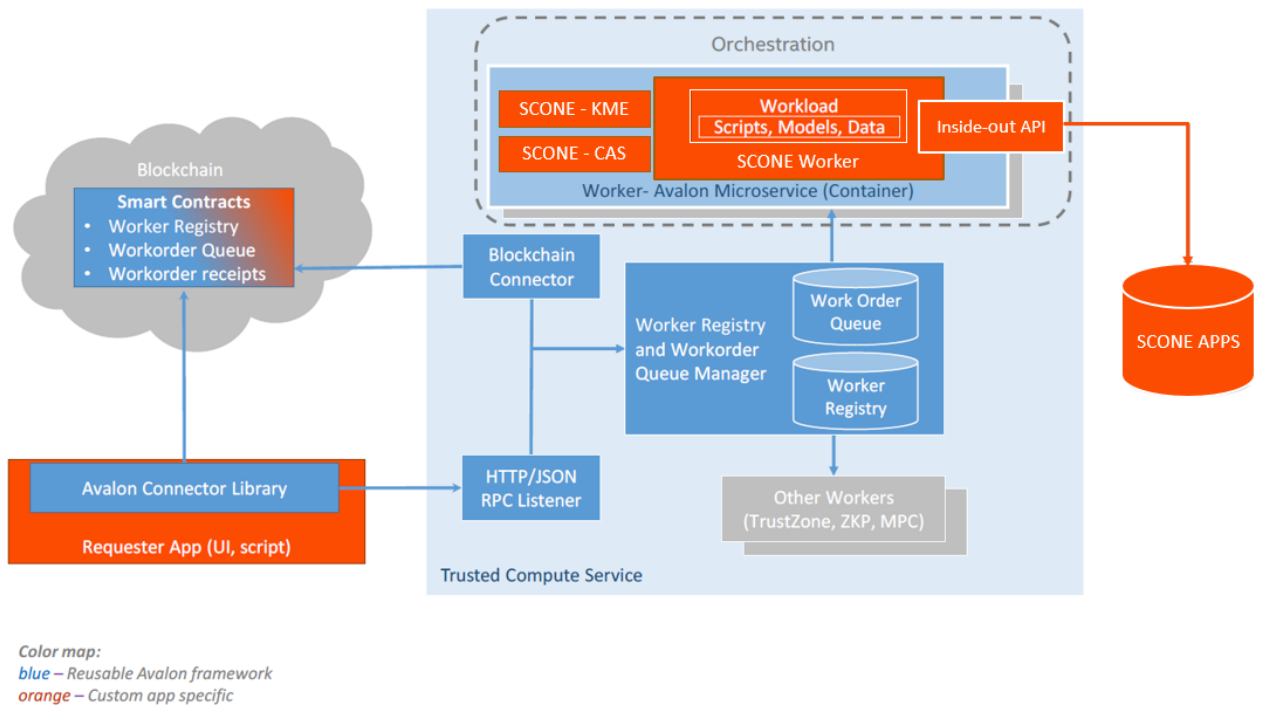 Orchestration
SCONE - KME
SCONE - CAS
Workload
Scripts, Models, Data
SCONE Worker
Inside-out API
Worker- Avalon Microservice (Container)
Blockchain
Smart Contracts
• Worker Registry
• Workorder Queue
• Workorder receipts
Blockchain
Connector
Worker Registry
and Workorder
Queue Manager
Work Order
Queue
Worker
Registry
SCONE APPS
Avalon Connector Library
Requester App (UI, script)
HTTP/JSON
RPC Listener
Other Workers
(TrustZone, ZKP, MPC)
Trusted Compute Service
Color map:
blue – Reusable Avalon framework
orange – Custom app specific